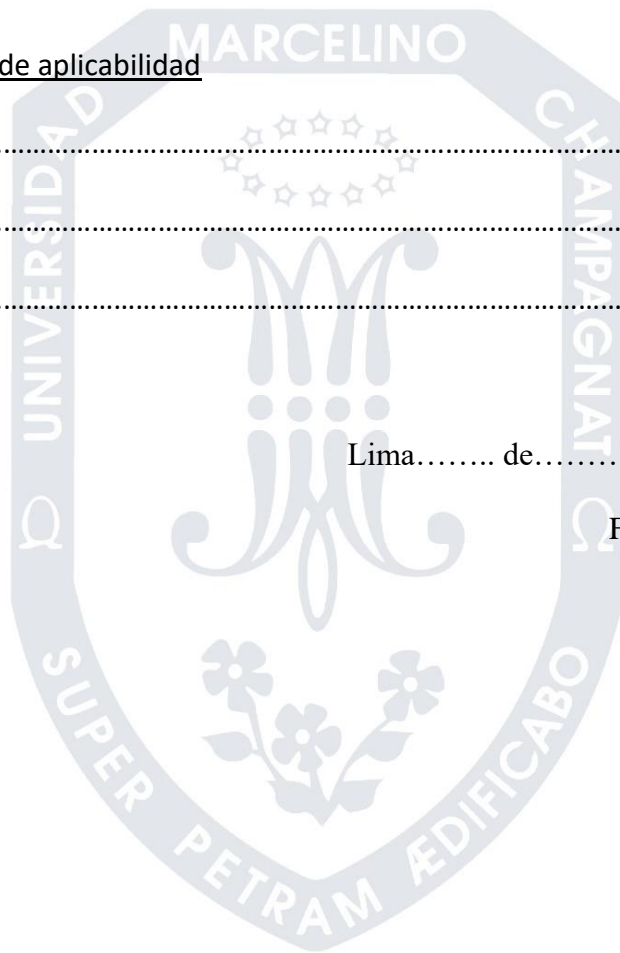 MARCELINO
de aplicabilidad
UNIVERSIDAD
CHAMPAGNAT
................................................................................
................................................................................
................................................................................
Lima…….. de………
F
SUPER PETRAM ÆDIFICABO